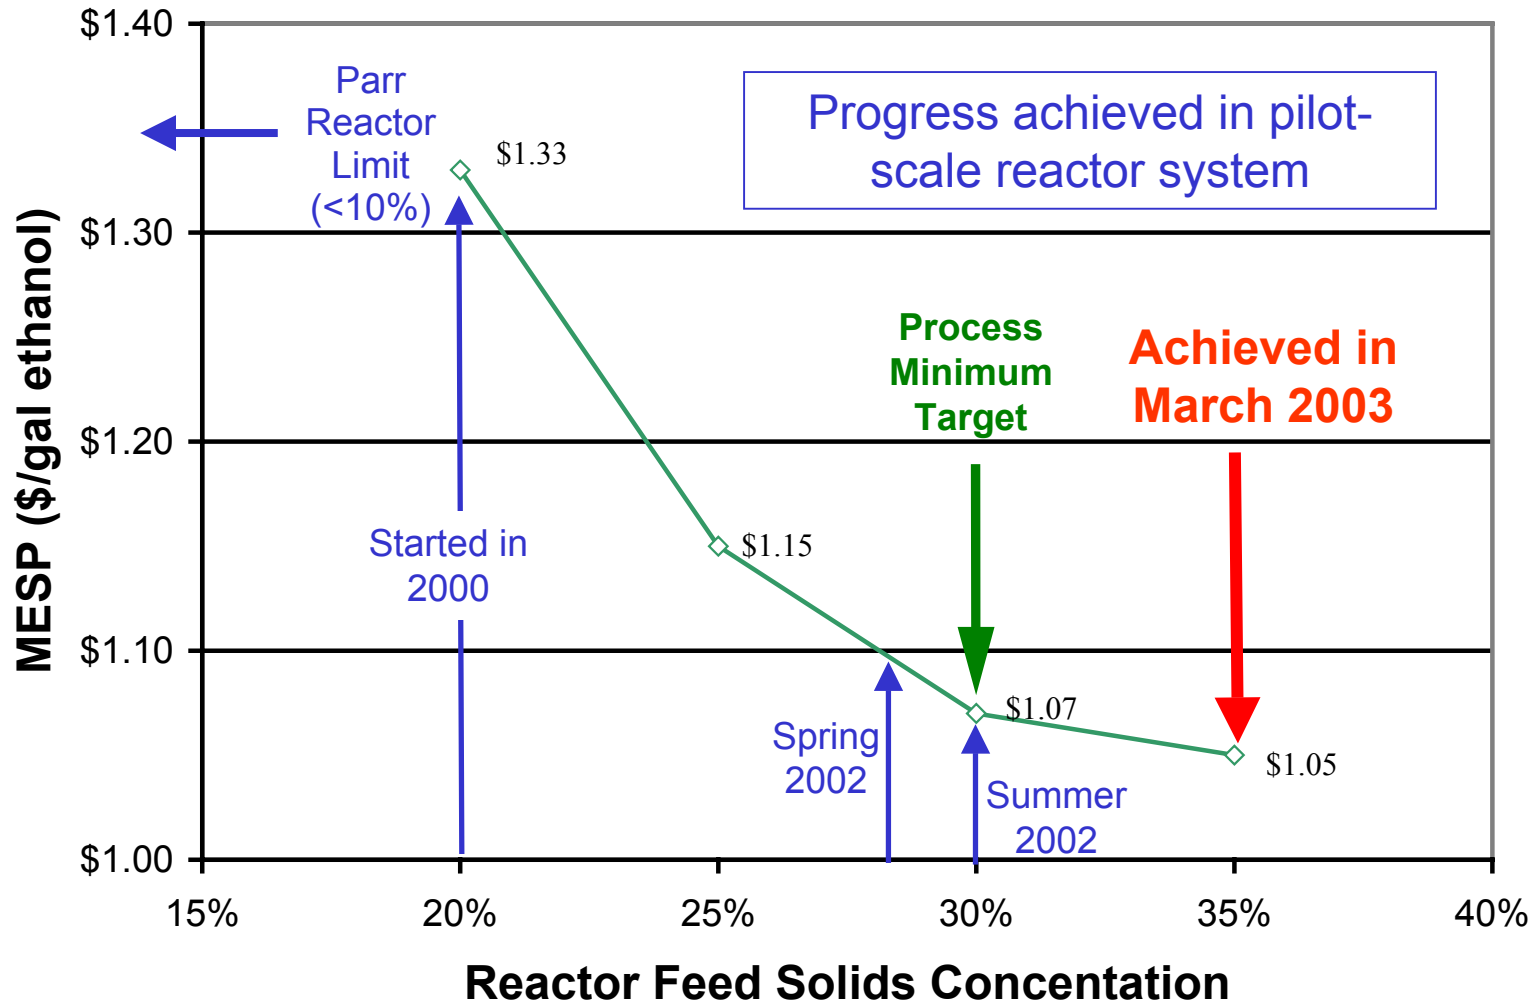 $1.40
$1.30
$1.20
$1.10
$1.00
MESP ($/gal ethanol)
Parr
Reactor
Limit
(<10%)
$1.33
Progress achieved in pilot-
scale reactor system
Process
Minimum
Target
Achieved in
March 2003
Started in
2000
$1.15
Spring
2002
$1.07
Summer
2002
$1.05
15%
20%
25%
30%
35%
40%
Reactor Feed Solids Concentation